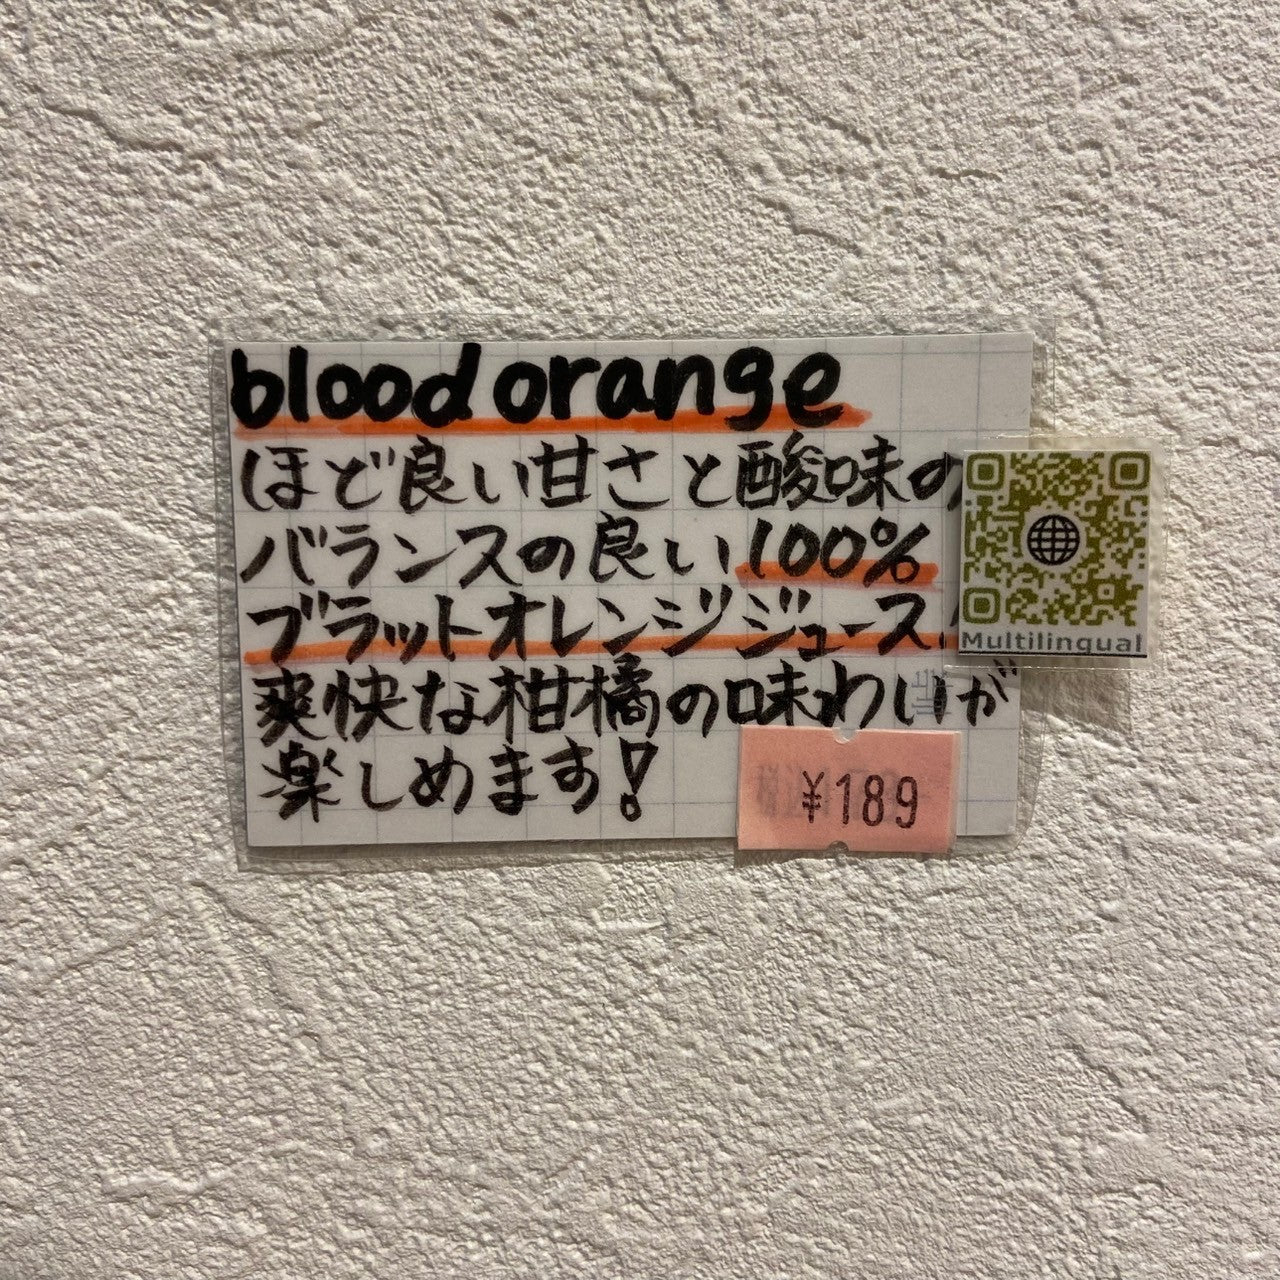 blood orange
ほど良い甘さと酸味の
バランスの良い100%
ブラットオレンジジュース
爽快な柑橘の味わいが
楽しめます!
¥189
Multilingual